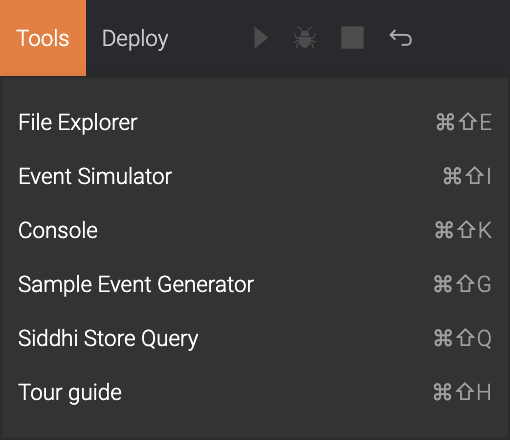 Tools Deploy
File Explorer ⌘⇧E
Event Simulator ⌘⇧I
Console ⌘⇧K
Sample Event Generator ⌘⇧G
Siddhi Store Query ⌘⇧Q
Tour guide ⌘⇧H